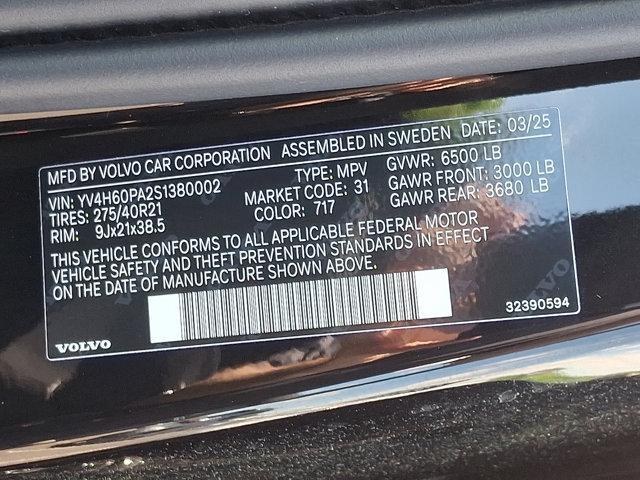 MFD BY VOLVO CAR CORPORATION ASSEMBLED IN SWEDEN DATE: 03/25
VIN: YV4H60PA2S1380002 TYPE: MPV GVWR: 6500 LB
TIRES: 275/40R21 MARKET CODE: 31 GAWR FRONT: 3000 LB
RIM: 9Jx21x38.5 COLOR: 717 GAWR REAR: 3680 LB
THIS VEHICLE CONFORMS TO ALL APPLICABLE FEDERAL MOTOR
VEHICLE SAFETY AND THEFT PREVENTION STANDARDS IN EFFECT
ON THE DATE OF MANUFACTURE SHOWN ABOVE.
VOLVO 32390594